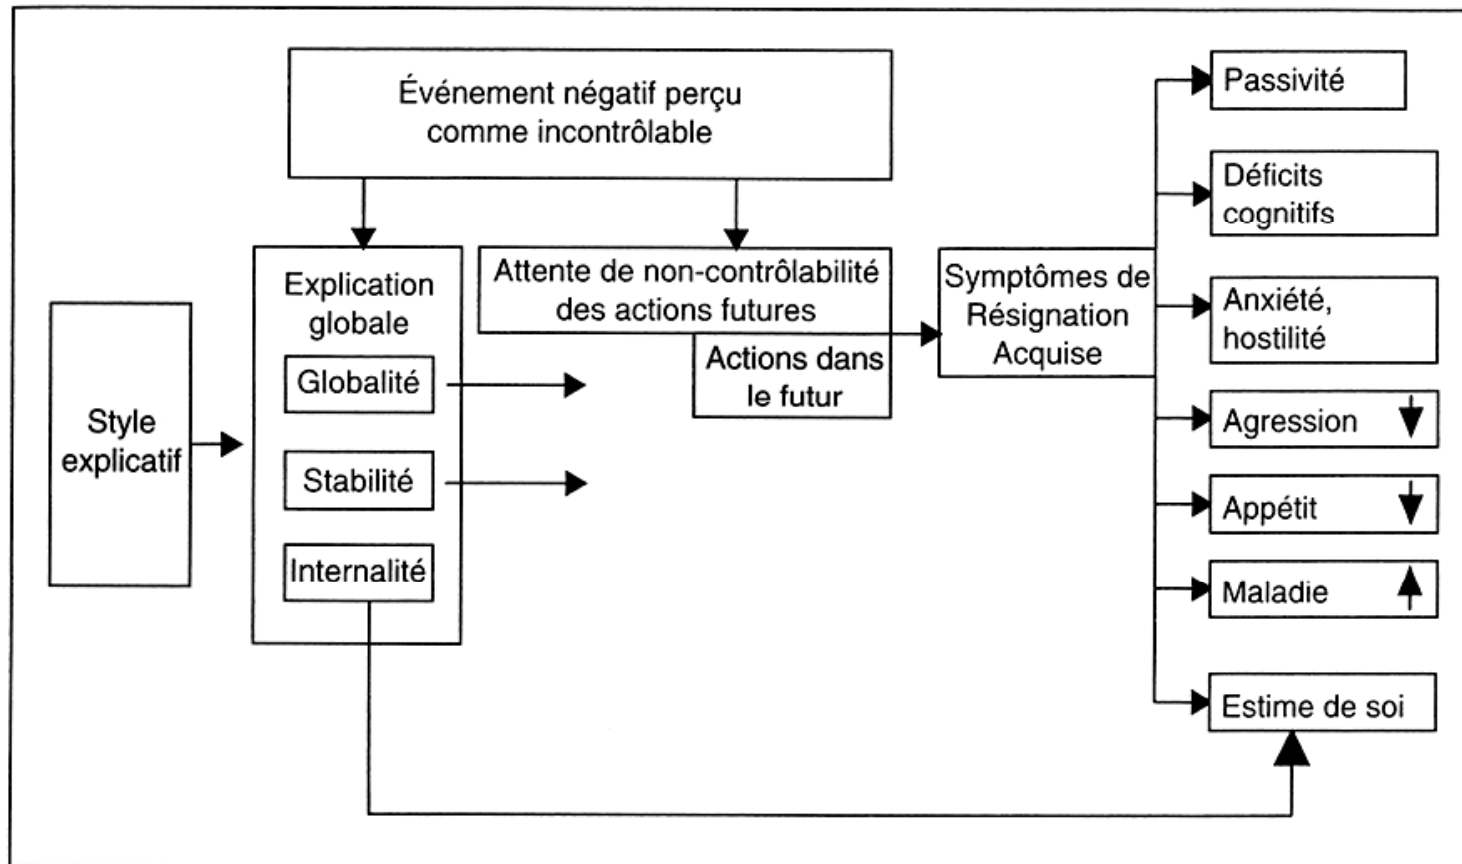 Événement négatif perçu
comme incontrôlable
Style
explicatif
Explication
globale
Globalité
Stabilité
Internalité
Attente de non-contrôlabilité
des actions futures
Actions dans
le futur
Symptômes de
Résignation
Acquise
Passivité
Déficits
cognitifs
Anxiété,
hostilité
Agression
Appétit
Maladie
Estime de soi